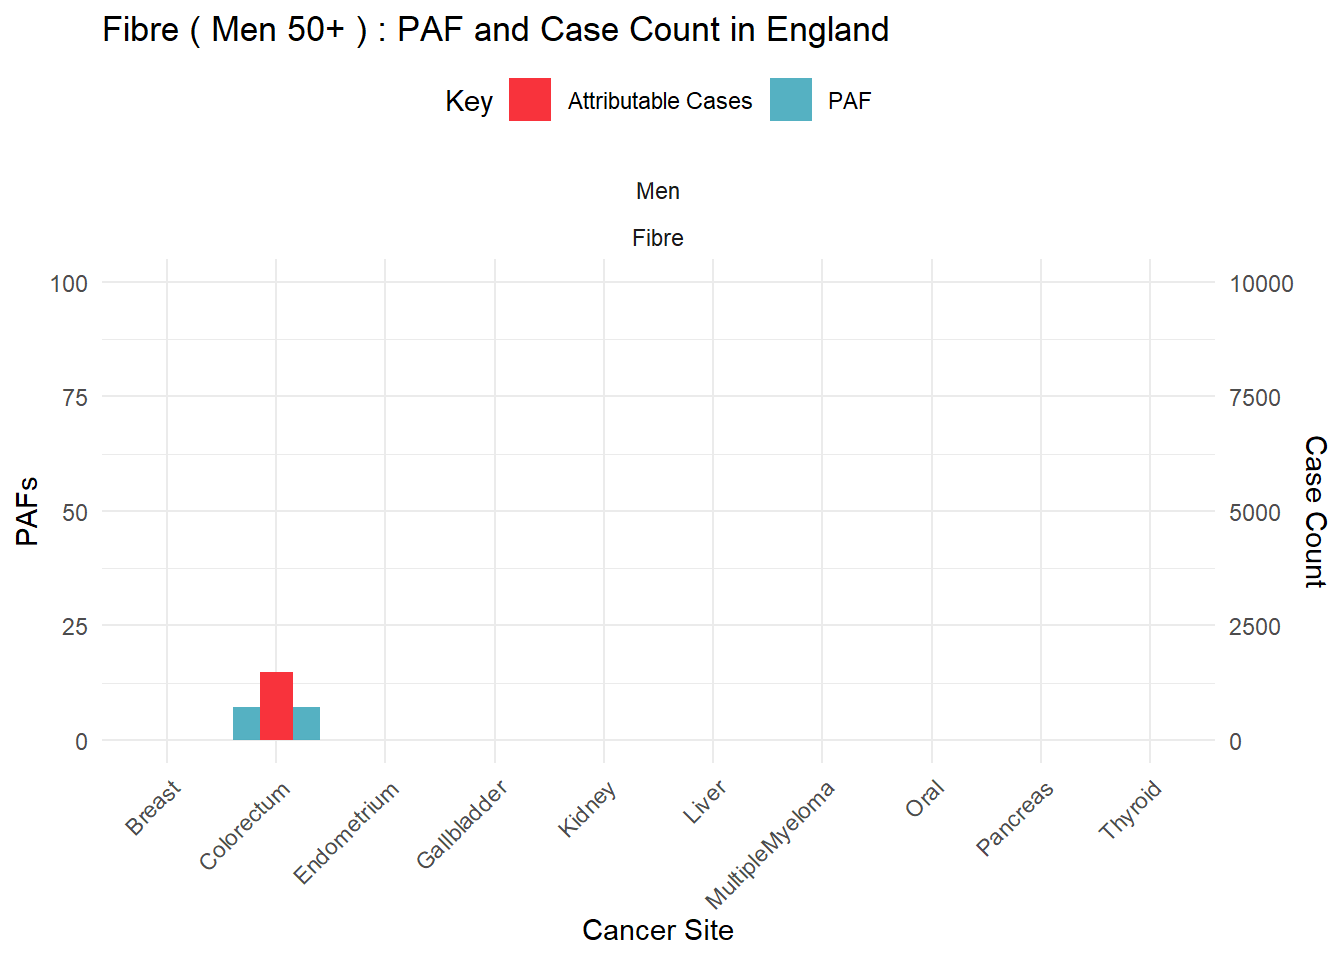 Fibre ( Men 50+ ) : PAF and Case Count in England
Key Attributable Cases PAF
Men
Fibre
100
75
50
25
0
PAFs
10000
7500
5000
2500
0
Case Count
Breast
Colorectum
Endometrium
Gallbladder
Kidney
Liver
MultipleMyeloma
Oral
Pancreas
Thyroid
Cancer Site